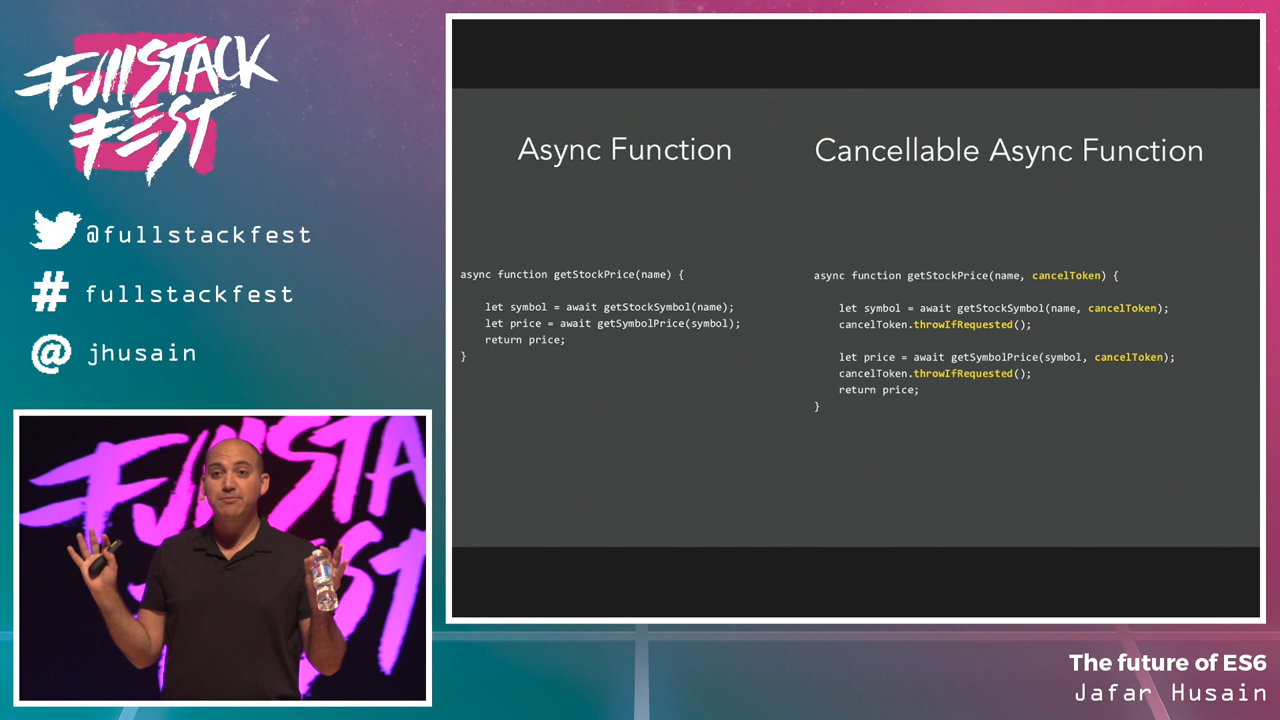 FullSTACK
FEST
@fullstackfest
# fullstackfest
@ jhusain
Async Function
async function getStockPrice(name) {
let symbol = await getStockSymbol(name);
let price = await getSymbolPrice(symbol);
return price;
}
Cancellable Async Function
async function getStockPrice(name, cancelToken) {
let symbol = await getStockSymbol(name, cancelToken);
cancelToken.throwIfRequested();
let price = await getSymbolPrice(symbol, cancelToken);
cancelToken.throwIfRequested();
return price;
}
FullSTA
The future of ES6
Jafar Husain